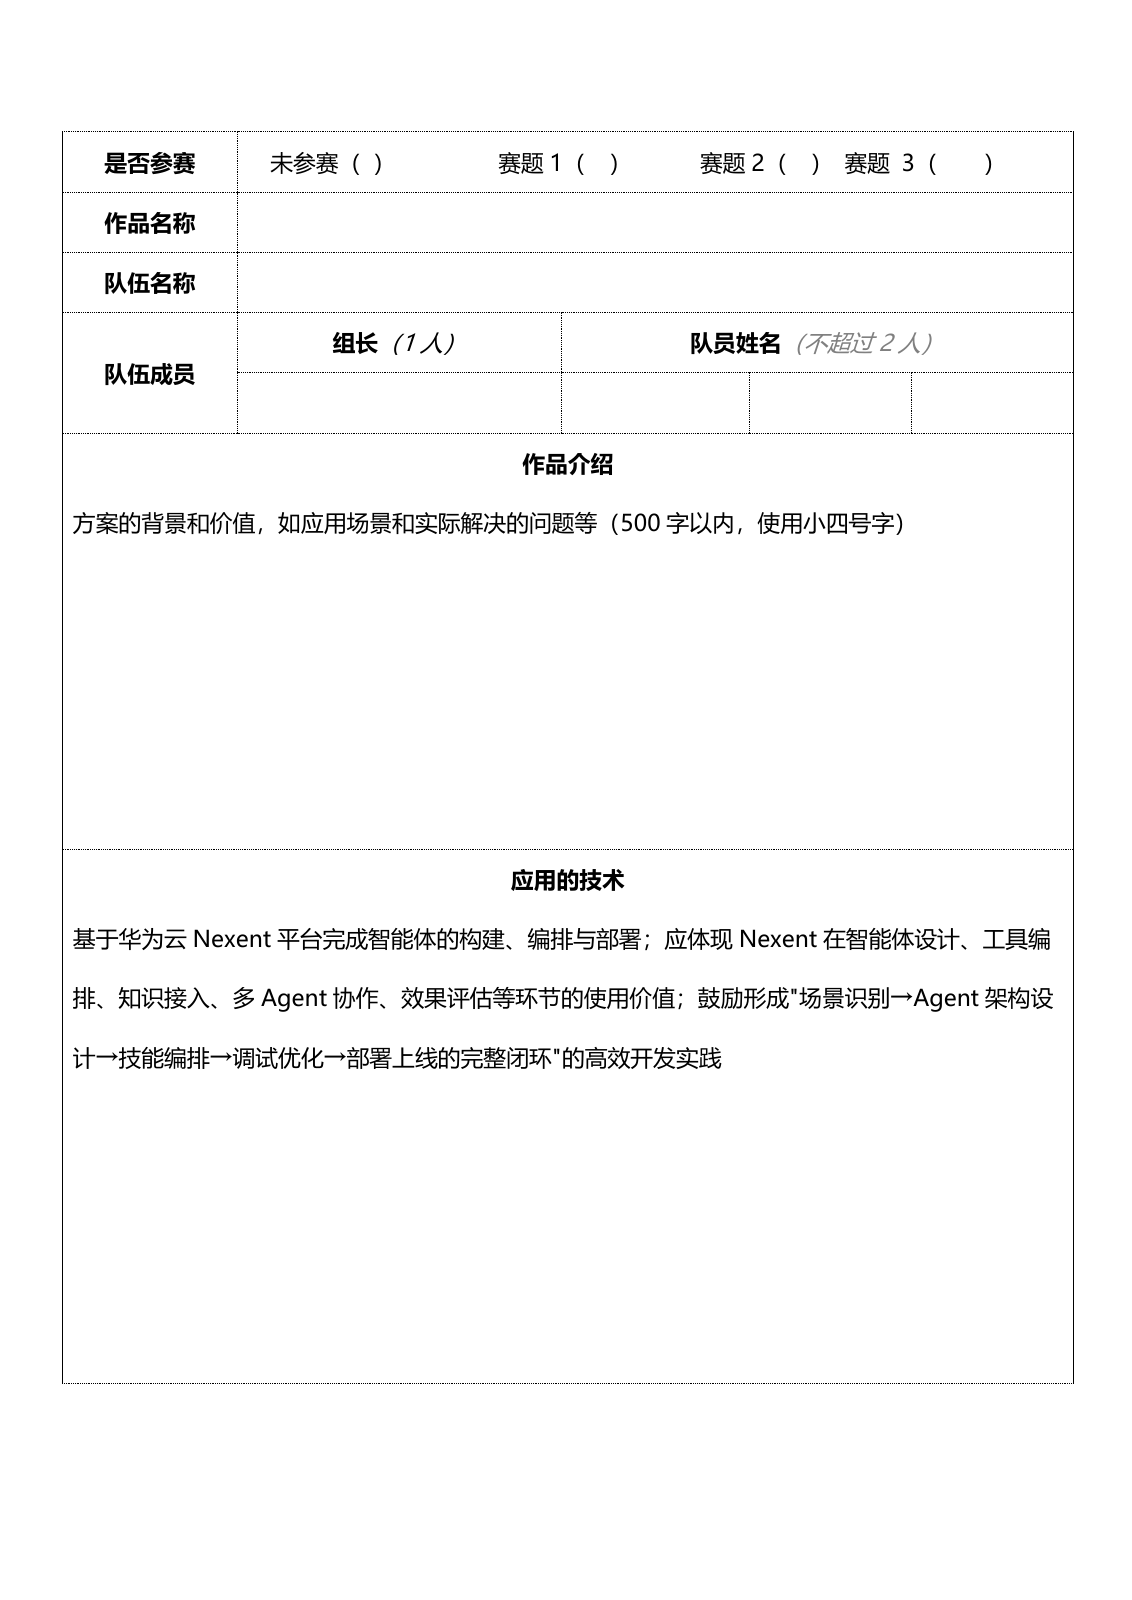 是否参赛 未参赛（ ） 赛题1（ ） 赛题2（ ） 赛题 3（ ）
作品名称
队伍名称
队伍成员
组长（1人） 队员姓名（不超过2人）
作品介绍
方案的背景和价值，如应用场景和实际解决的问题等（500字以内，使用小四号字）
应用的技术
基于华为云 Nexent 平台完成智能体的构建、编排与部署；应体现 Nexent 在智能体设计、工具编
排、知识接入、多 Agent 协作、效果评估等环节的使用价值；鼓励形成"场景识别→Agent 架构设
计→技能编排→调试优化→部署上线的完整闭环"的高效开发实践